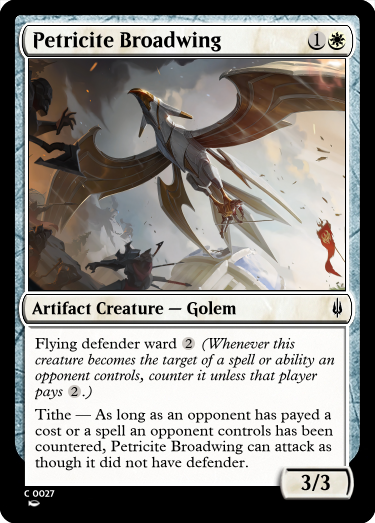 Petricite Broadwing 1
Artifact Creature — Golem
Flying defender ward 2 (Whenever this
creature becomes the target of a spell or ability an
opponent controls, counter it unless that player
pays 2.)
Tithe — As long as an opponent has payed a
cost or a spell an opponent controls has been
countered, Petricite Broadwing can attack as
though it did not have defender.
3/3
C 0027